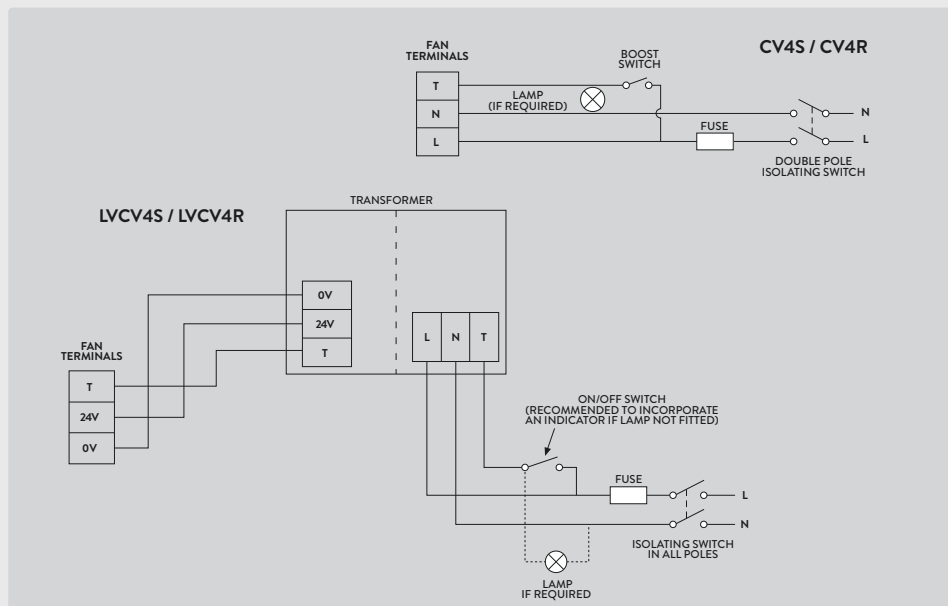 CV4S / CV4R
FAN
TERMINALS
BOOST
SWITCH
T
LAMP
(IF REQUIRED)
N
N
FUSE
L
L
DOUBLE POLE
ISOLATING SWITCH
LVCV4S / LVCV4R
TRANSFORMER
0V
24V
T
L N T
FAN
TERMINALS
T
24V
0V
ON/OFF SWITCH
(RECOMMENDED TO INCORPORATE
AN INDICATOR IF LAMP NOT FITTED)
FUSE
L
N
ISOLATING SWITCH
IN ALL POLES
LAMP
IF REQUIRED